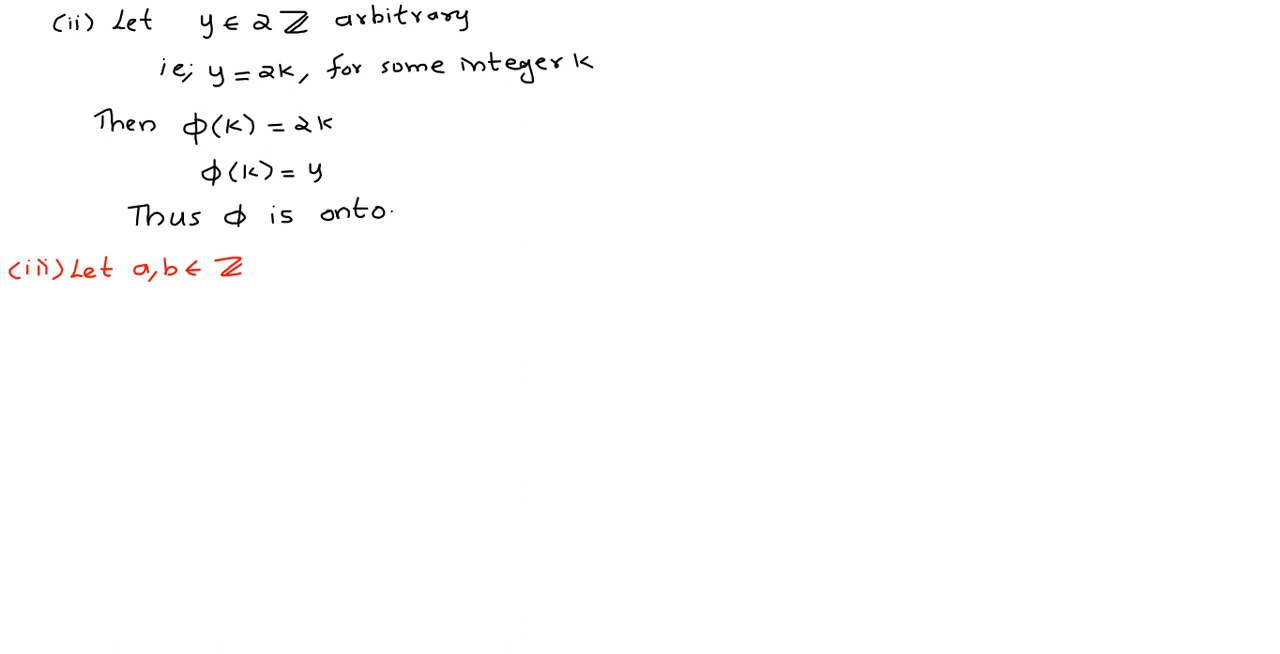 (ii) Let y ∈ 2ℤ arbitrary
ie; y = 2k, for some integer k
Then ϕ(k) = 2k
ϕ(k) = y
Thus ϕ is onto.
(iii) Let a, b ∈ ℤ